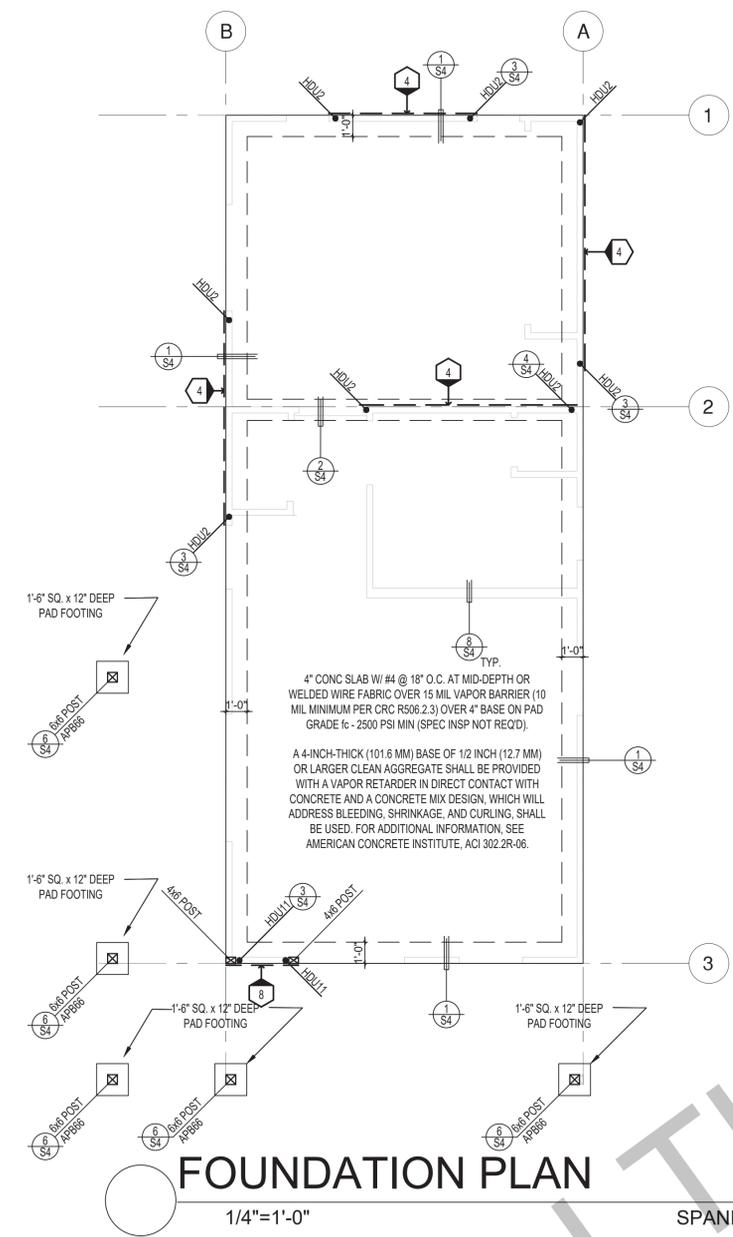 B
A
1
S4
3
S4
4
HDU2
HDU2
HDU2
1
1'-0"
4
HDU2
1
S4
4
HDU2
4
4
S4
HDU2
3
S4
2
HDU2
2
S4
HDU2
3
S4
1'-6" SQ. x 12" DEEP
PAD FOOTING
8
S4
TYP.
1'-0"
6x6 POST
APB66
6
S4
1'-0"
4" CONC SLAB W/ #4 @ 18" O.C. AT MID-DEPTH OR
WELDED WIRE FABRIC OVER 15 MIL VAPOR BARRIER (10
MIL MINIMUM PER CRC R506.2.3) OVER 4" BASE ON PAD
GRADE fc - 2500 PSI MIN (SPEC INSP NOT REQ'D).
A 4-INCH-THICK (101.6 MM) BASE OF 1/2 INCH (12.7 MM)
OR LARGER CLEAN AGGREGATE SHALL BE PROVIDED
WITH A VAPOR RETARDER IN DIRECT CONTACT WITH
CONCRETE AND A CONCRETE MIX DESIGN, WHICH WILL
ADDRESS BLEEDING, SHRINKAGE, AND CURLING, SHALL
BE USED. FOR ADDITIONAL INFORMATION, SEE
AMERICAN CONCRETE INSTITUTE, ACI 302.2R-06.
1
S4
1'-6" SQ. x 12" DEEP
PAD FOOTING
4x6 POST
HDU11
3
S4
4x6 POST
1'-0"
3
6x6 POST
APB66
6
S4
8
HDU11
1
S4
1'-6" SQ. x 12" DEEP
PAD FOOTING
1'-6" SQ. x 12" DEEP
PAD FOOTING
6x6 POST
APB66
6
S4
6x6 POST
APB66
6
S4
6x6 POST
APB66
6
S4
FOUNDATION PLAN
1/4"=1'-0"